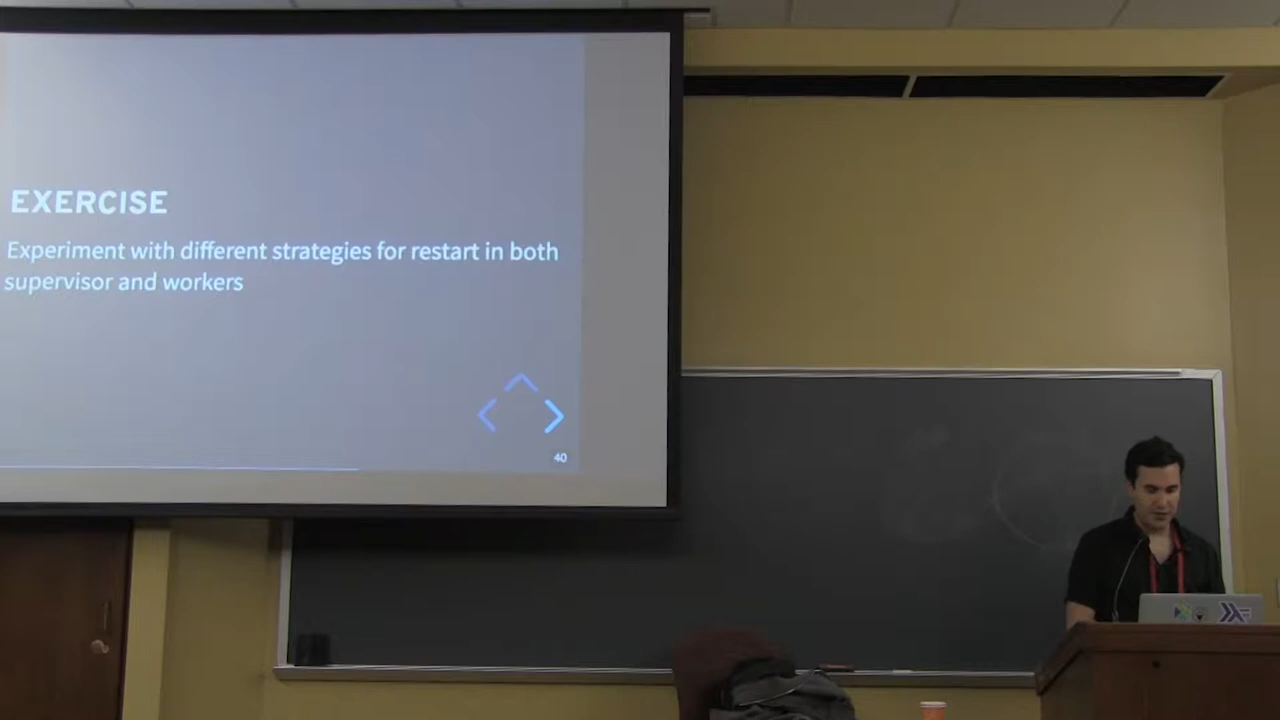 EXERCISE
Experiment with different strategies for restart in both
supervisor and workers
40